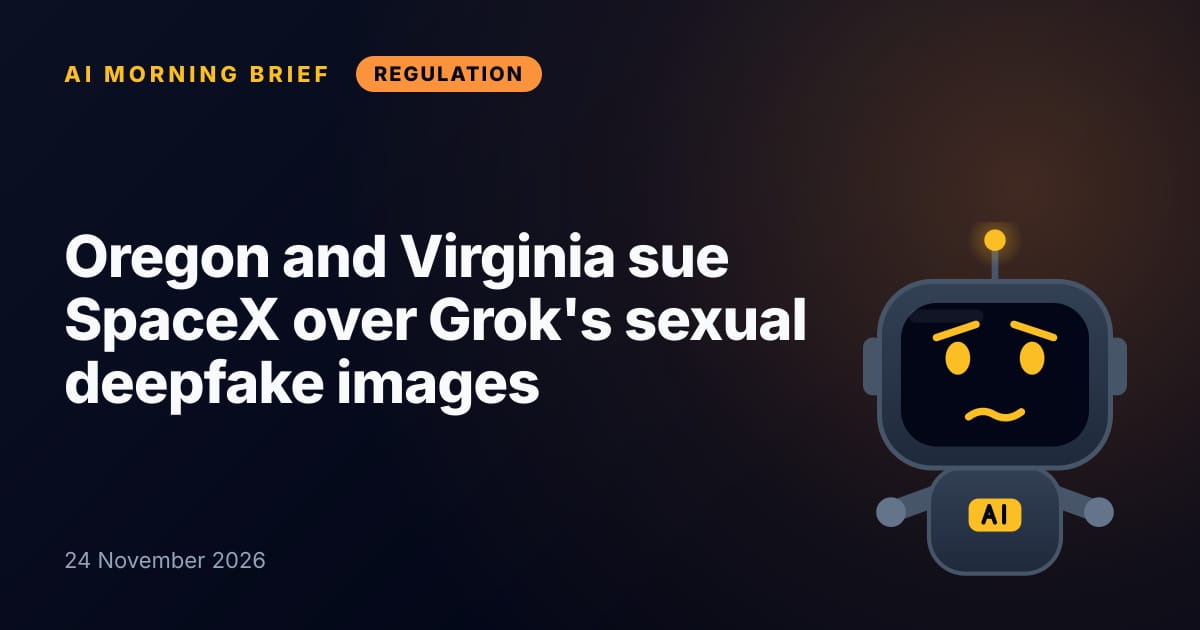 AI MORNING BRIEF
REGULATION
Oregon and Virginia sue
SpaceX over Grok's sexual
deepfake images
AI
24 November 2026